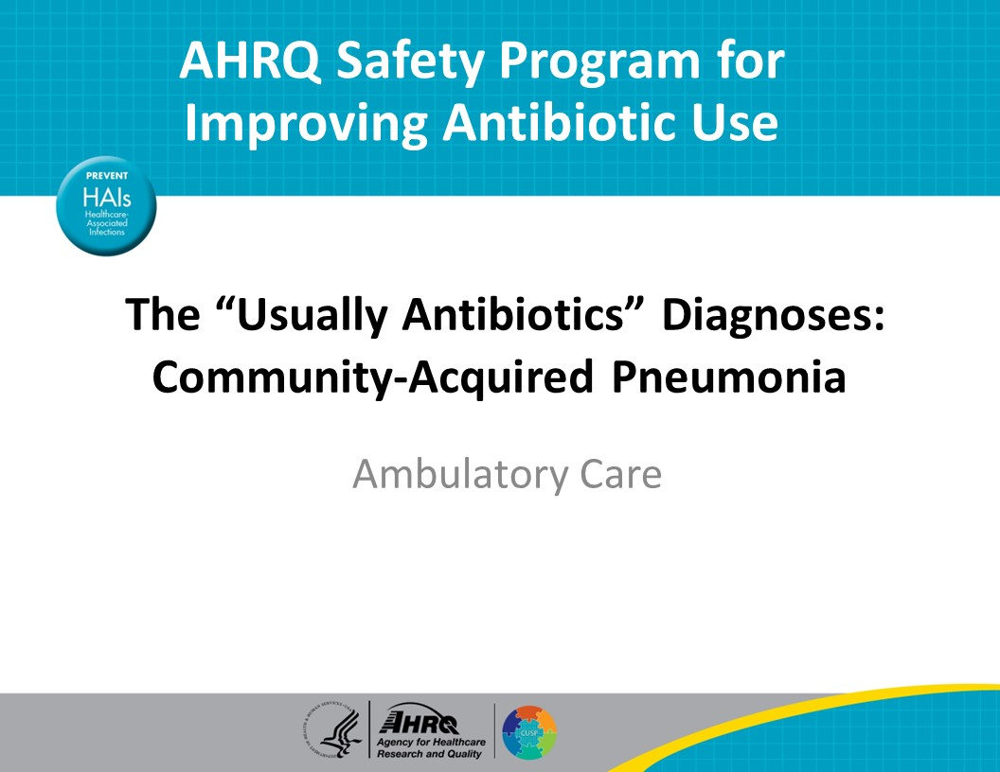 AHRQ Safety Program for
Improving Antibiotic Use
PREVENT
HAIs
Healthcare-
Associated
Infections
The “Usually Antibiotics” Diagnoses:
Community-Acquired Pneumonia
Ambulatory Care
AHRQ
Agency for Healthcare
Research and Quality
CUSP